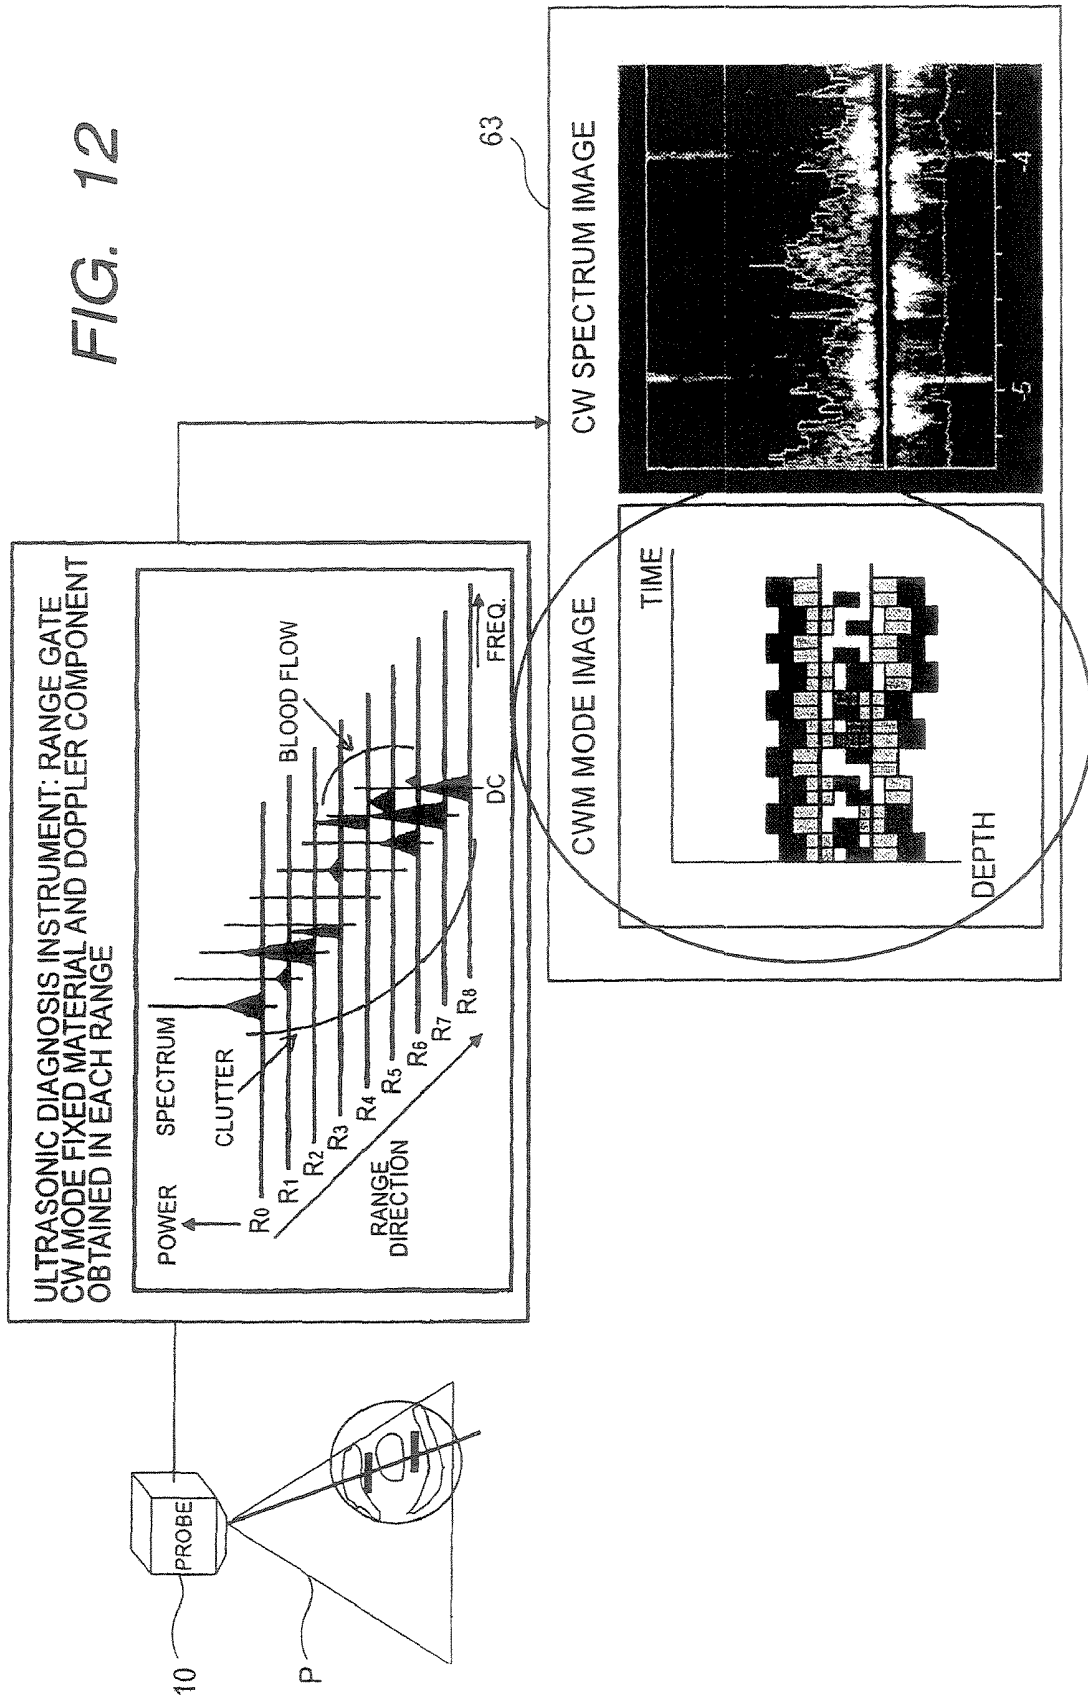 FIG. 12
10
PROBE
P
ULTRASONIC DIAGNOSIS INSTRUMENT: RANGE GATE
CW MODE FIXED MATERIAL AND DOPPLER COMPONENT
OBTAINED IN EACH RANGE
POWER
SPECTRUM
CLUTTER
BLOOD FLOW
R0
R1
R2
R3
R4
R5
R6
R7
R8
RANGE
DIRECTION
DC
FREQ.
63
CWM MODE IMAGE
TIME
DEPTH
CW SPECTRUM IMAGE
-5
-4